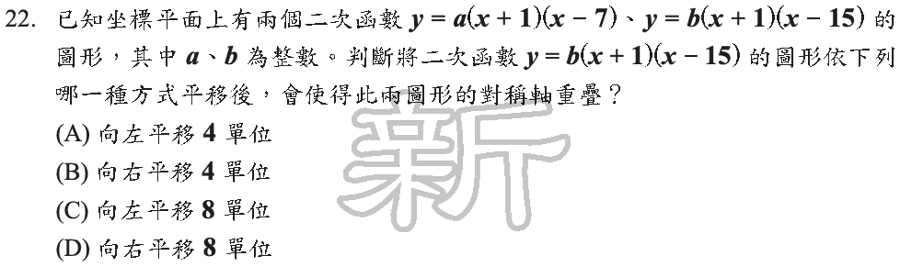 22. 已知坐標平面上有兩個二次函數 y = a(x + 1)(x − 7)、y = b(x + 1)(x − 15) 的
圖形，其中 a、b 為整數。判斷將二次函數 y = b(x + 1)(x − 15) 的圖形依下列
哪一種方式平移後，會使得此兩圖形的對稱軸重疊？
(A) 向左平移 4 單位
(B) 向右平移 4 單位
(C) 向左平移 8 單位
(D) 向右平移 8 單位
新